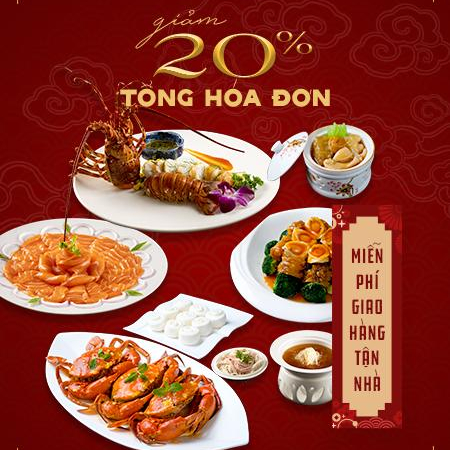 giảm
20%
TỔNG HÓA ĐƠN
MIỄN
PHÍ
GIAO
HÀNG
TẬN
NHÀ